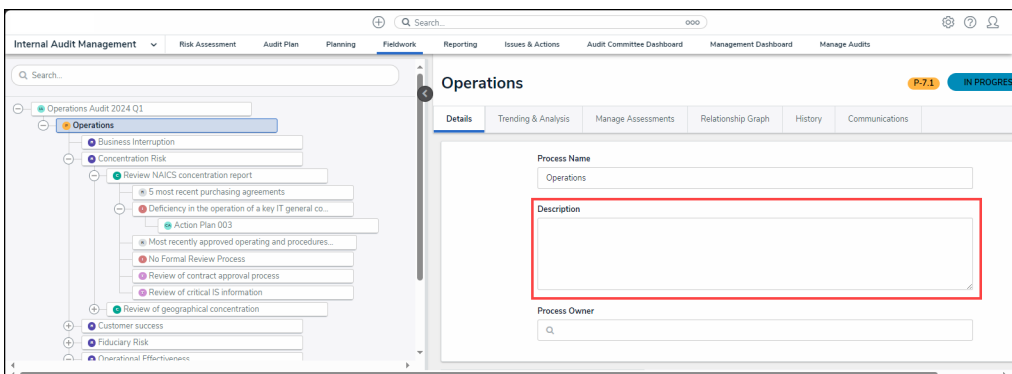 Search...
ooo
Internal Audit Management
Risk Assessment
Audit Plan
Planning
Fieldwork
Reporting
Issues & Actions
Audit Committee Dashboard
Management Dashboard
Manage Audits
Search...
Operations
P-7.1
IN PROGRES
Operations Audit 2024 Q1
Operations
Business Interruption
Concentration Risk
Review NAICS concentration report
5 most recent purchasing agreements
Deficiency in the operation of a key IT general co...
Action Plan 003
Most recently approved operating and procedures...
No Formal Review Process
Review of contract approval process
Review of critical IS information
Review of geographical concentration
Customer success
Fiduciary Risk
Operational Effectiveness
Details
Trending & Analysis
Manage Assessments
Relationship Graph
History
Communications
Process Name
Operations
Description
Process Owner